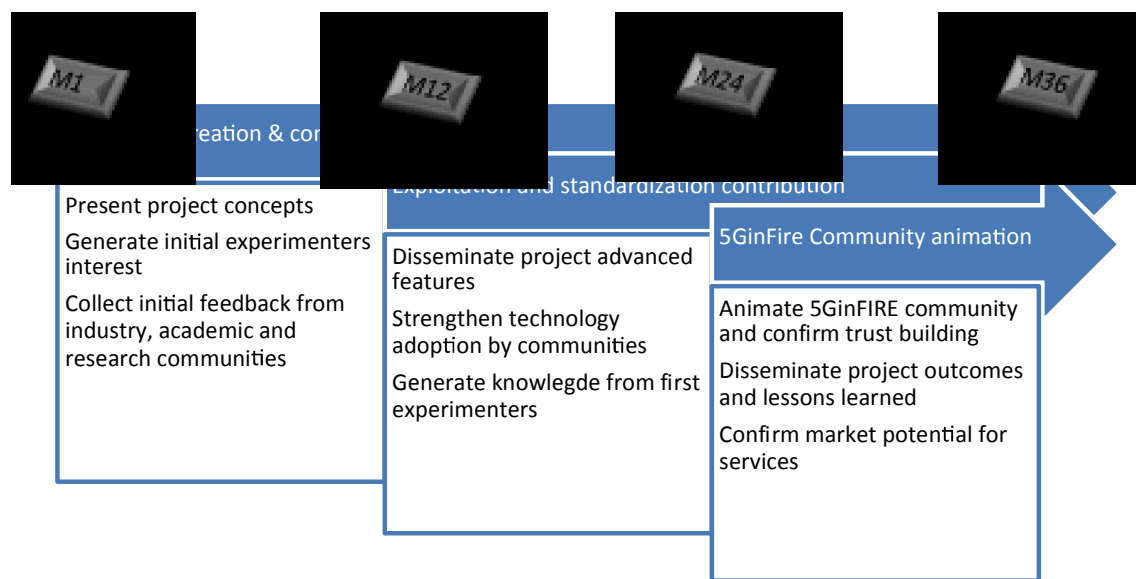 M1
M12
M24
M36
reation & con
Exploitation and standardization contribution
5GinFire Community animation
Present project concepts
Generate initial experimenters
interest
Collect initial feedback from
industry, academic and
research communities
Disseminate project advanced
features
Strengthen technology
adoption by communities
Generate knowlegde from first
experimenters
Animate 5GinFIRE community
and confirm trust building
Disseminate project outcomes
and lessons learned
Confirm market potential for
services